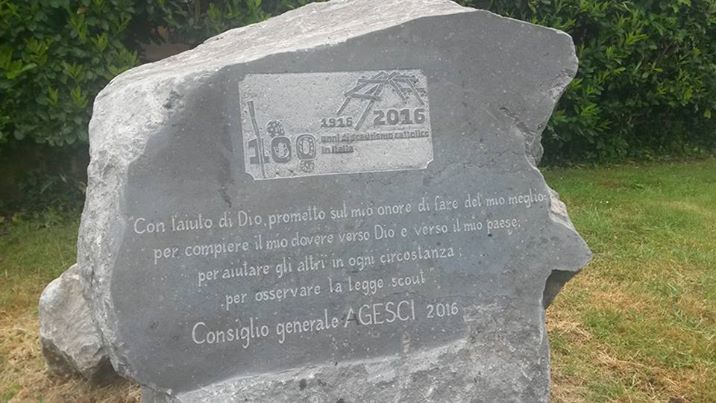 1916 2016
100 anni di scautismo cattolico
in Italia
"Con l'aiuto di Dio, prometto sul mio onore di fare del mio meglio:
per compiere il mio dovere verso Dio e verso il mio paese;
per aiutare gli altri in ogni circostanza;
per osservare la legge scout"
Consiglio generale AGESCI 2016